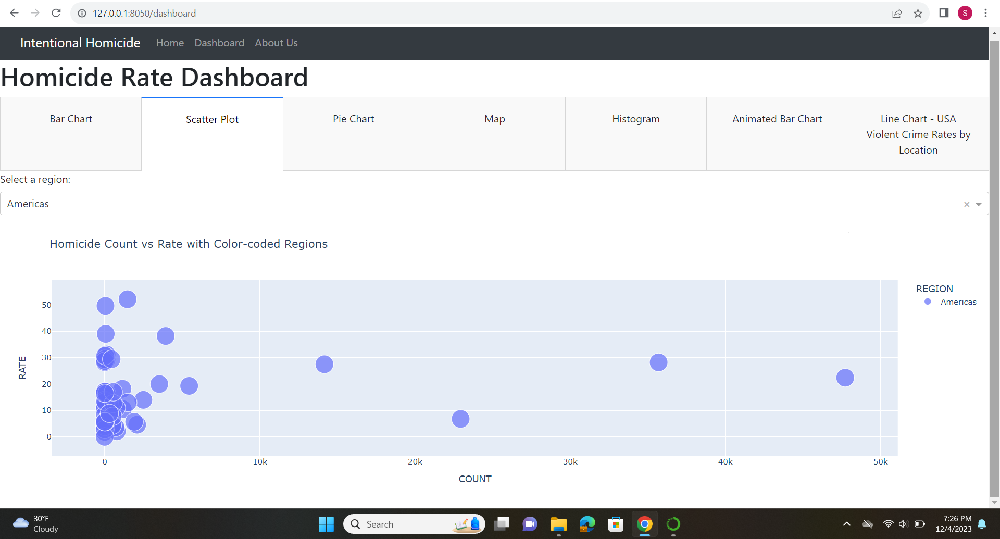 127.0.0.1:8050/dashboard
S
Intentional Homicide Home Dashboard About Us
Homicide Rate Dashboard
Bar Chart
Scatter Plot
Pie Chart
Map
Histogram
Animated Bar Chart
Line Chart - USA
Violent Crime Rates by
Location
Select a region:
Americas
Homicide Count vs Rate with Color-coded Regions
REGION
Americas
RATE
50
40
30
20
10
0
0 10k 20k 30k 40k 50k
COUNT
30°F
Cloudy
Search
7:26 PM
12/4/2023